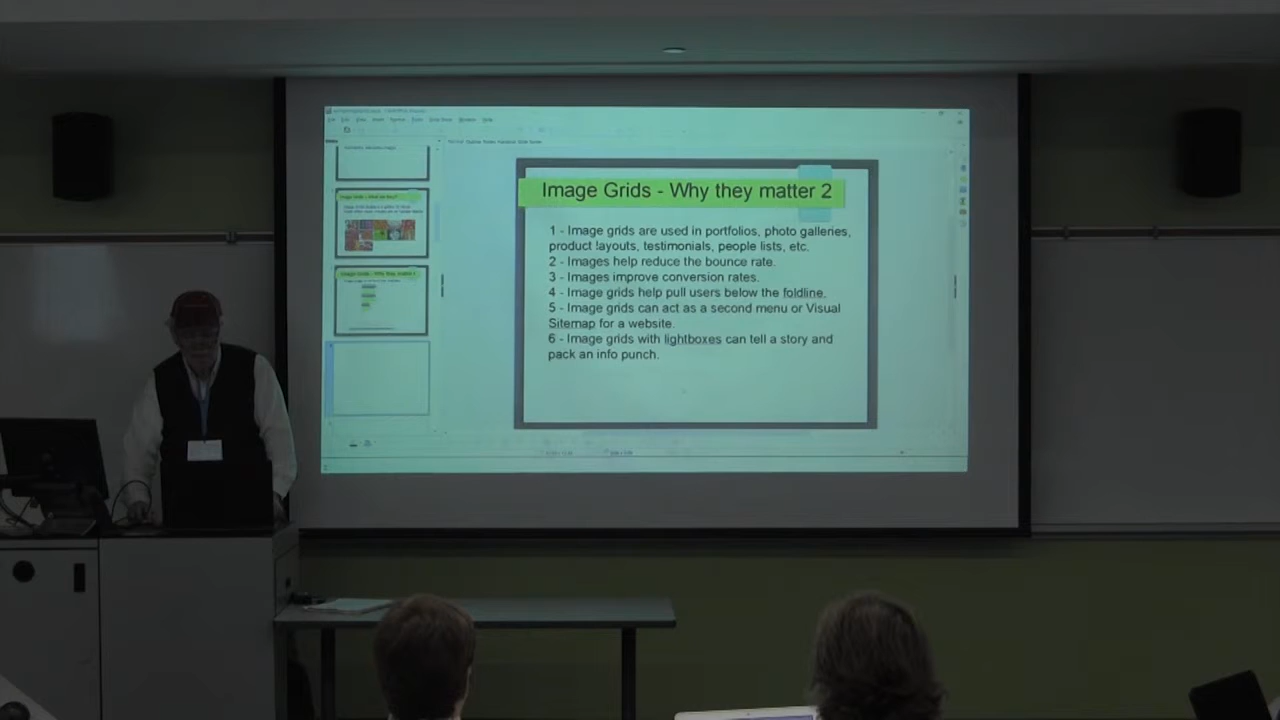 Image Grids - Why they matter 2
1 - Image grids are used in portfolios, photo galleries,
product layouts, testimonials, people lists, etc.
2 - Images help reduce the bounce rate.
3 - Images improve conversion rates.
4 - Image grids help pull users below the foldline.
5 - Image grids can act as a second menu or Visual
Sitemap for a website.
6 - Image grids with lightboxes can tell a story and
pack an info punch.